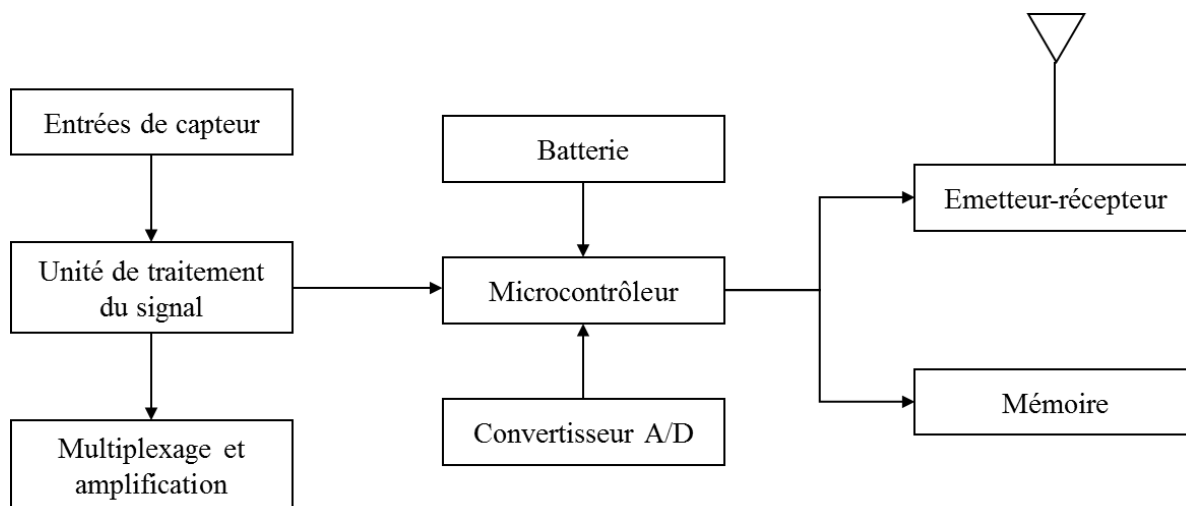 Entrées de capteur
Batterie
Emetteur-récepteur
Unité de traitement
du signal
Microcontrôleur
Mémoire
Convertisseur A/D
Multiplexage et
amplification